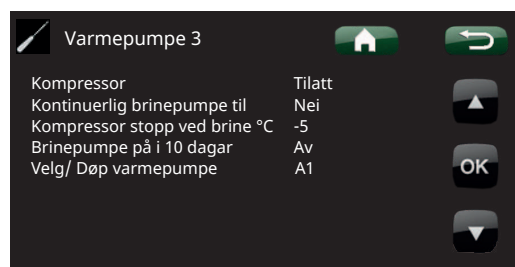 Varmepumpe 3
Kompressor Tilatt
Kontinuerlig brinepumpe til Nei
Kompressor stopp ved brine °C -5
Brinepumpe på i 10 dagar Av
Velg/ Døp varmepumpe A1
OK